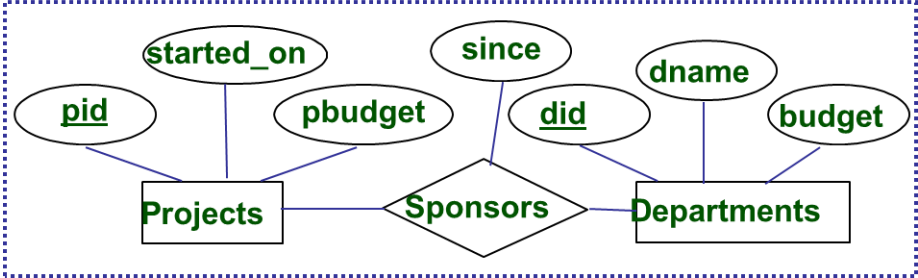 started_on
since
dname
pid
pbudget
did
budget
Projects
Sponsors
Departments